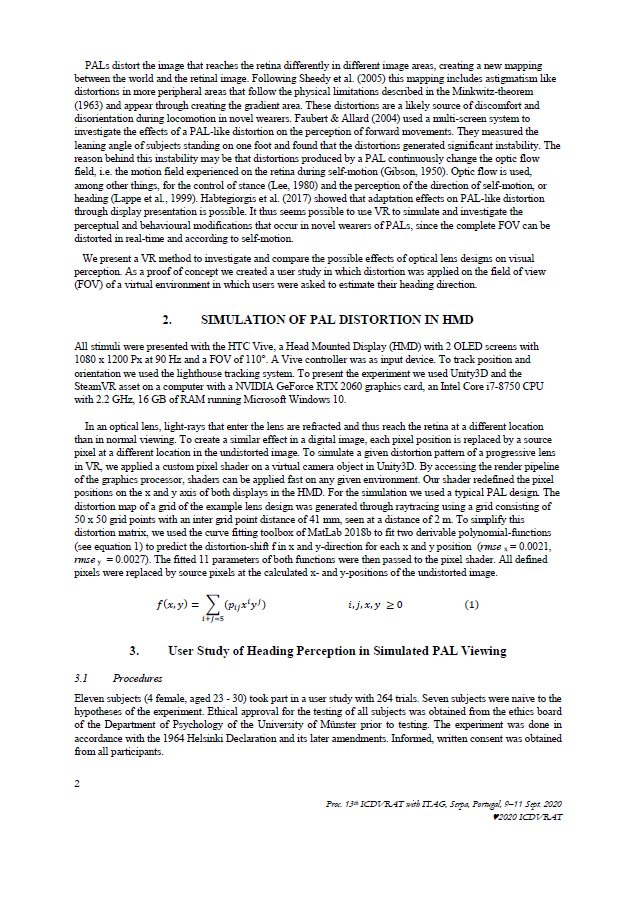 PALs distort the image that reaches the retina differently in different image areas, creating a new mapping
between the world and the retinal image. Following Sheedy et al. (2005) this mapping includes astigmatism like
distortions in more peripheral areas that follow the physical limitations described in the Minkwitz-theorem
(1963) and appear through creating the gradient area. These distortions are a likely source of discomfort and
disorientation during locomotion in novel wearers. Faubert & Allard (2004) used a multi-screen system to
investigate the effects of a PAL-like distortion on the perception of forward movements. They measured the
leaning angle of subjects standing on one foot and found that the distortions generated significant instability. The
reason behind this instability may be that distortions produced by a PAL continuously change the optic flow
field, i.e. the motion field experienced on the retina during self-motion (Gibson, 1950). Optic flow is used,
among other things, for the control of stance (Lee, 1980) and the perception of the direction of self-motion, or
heading (Lappe et al., 1999). Habtegiorgis et al. (2017) showed that adaptation effects on PAL-like distortion
through display presentation is possible. It thus seems possible to use VR to simulate and investigate the
perceptual and behavioural modifications that occur in novel wearers of PALs, since the complete FOV can be
distorted in real-time and according to self-motion.
We present a VR method to investigate and compare the possible effects of optical lens designs on visual
perception. As a proof of concept we created a user study in which distortion was applied on the field of view
(FOV) of a virtual environment in which users were asked to estimate their heading direction.
2. SIMULATION OF PAL DISTORTION IN HMD
All stimuli were presented with the HTC Vive, a Head Mounted Display (HMD) with 2 OLED screens with
1080 x 1200 Px at 90 Hz and a FOV of 110°. A Vive controller was as input device. To track position and
orientation we used the lighthouse tracking system. To present the experiment we used Unity3D and the
SteamVR asset on a computer with a NVIDIA GeForce RTX 2060 graphics card, an Intel Core i7-8750 CPU
with 2.2 GHz, 16 GB of RAM running Microsoft Windows 10.
In an optical lens, light-rays that enter the lens are refracted and thus reach the retina at a different location
than in normal viewing. To create a similar effect in a digital image, each pixel position is replaced by a source
pixel at a different location in the undistorted image. To simulate a given distortion pattern of a progressive lens
in VR, we applied a custom pixel shader on a virtual camera object in Unity3D. By accessing the render pipeline
of the graphics processor, shaders can be applied fast on any given environment. Our shader redefined the pixel
positions on the x and y axis of both displays in the HMD. For the simulation we used a typical PAL design. The
distortion map of a grid of the example lens design was generated through raytracing using a grid consisting of
50 x 50 grid points with an inter grid point distance of 41 mm, seen at a distance of 2 m. To simplify this
distortion matrix, we used the curve fitting toolbox of MatLab 2018b to fit two derivable polynomial-functions
(see equation 1) to predict the distortion-shift f in x and y-direction for each x and y position (rmse x = 0.0021,
rmse y = 0.0027). The fitted 11 parameters of both functions were then passed to the pixel shader. All defined
pixels were replaced by source pixels at the calculated x- and y-positions of the undistorted image.
f(x,y) = ∑i+j=5 (pijxⁱyʲ) i,j,x,y ≥ 0 (1)
3. User Study of Heading Perception in Simulated PAL Viewing
3.1 Procedures
Eleven subjects (4 female, aged 23 - 30) took part in a user study with 264 trials. Seven subjects were naive to the
hypotheses of the experiment. Ethical approval for the testing of all subjects was obtained from the ethics board
of the Department of Psychology of the University of Münster prior to testing. The experiment was done in
accordance with the 1964 Helsinki Declaration and its later amendments. Informed, written consent was obtained
from all participants.
2
Proc. 13th ICDVRAT with ITAG, Serpa, Portugal, 9–11 Sept. 2020
♥2020 ICDVRAT